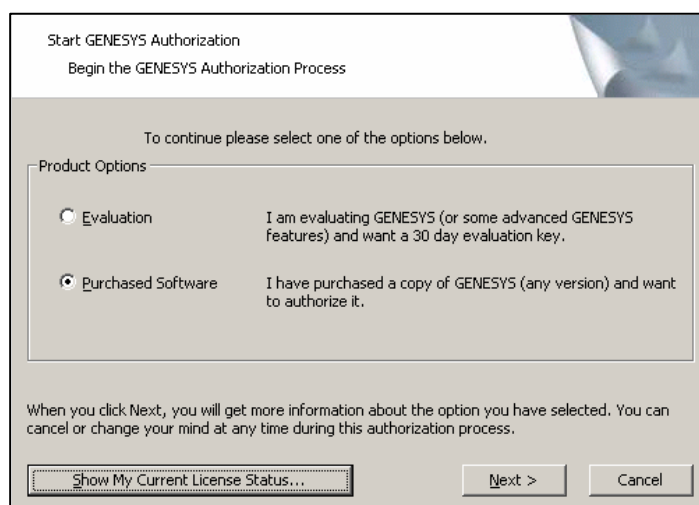 Start GENESYS Authorization
Begin the GENESYS Authorization Process
To continue please select one of the options below.
Product Options
Evaluation
I am evaluating GENESYS (or some advanced GENESYS
features) and want a 30 day evaluation key.
Purchased Software
I have purchased a copy of GENESYS (any version) and want
to authorize it.
When you click Next, you will get more information about the option you have selected. You can
cancel or change your mind at any time during this authorization process.
Show My Current License Status...
Next >
Cancel